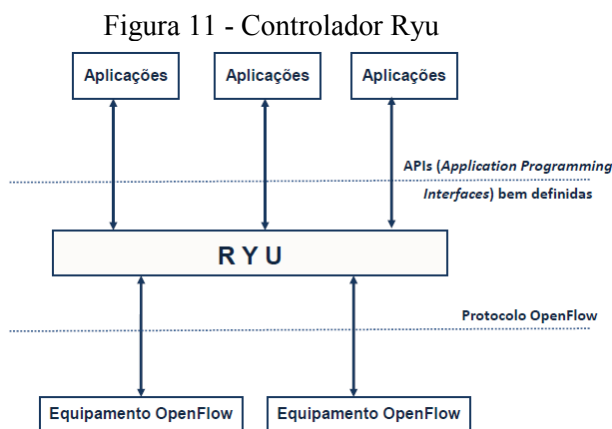 Figura 11 - Controlador Ryu
Aplicações
Aplicações
Aplicações
APIs (Application Programming
Interfaces) bem definidas
R Y U
Protocolo OpenFlow
Equipamento OpenFlow
Equipamento OpenFlow